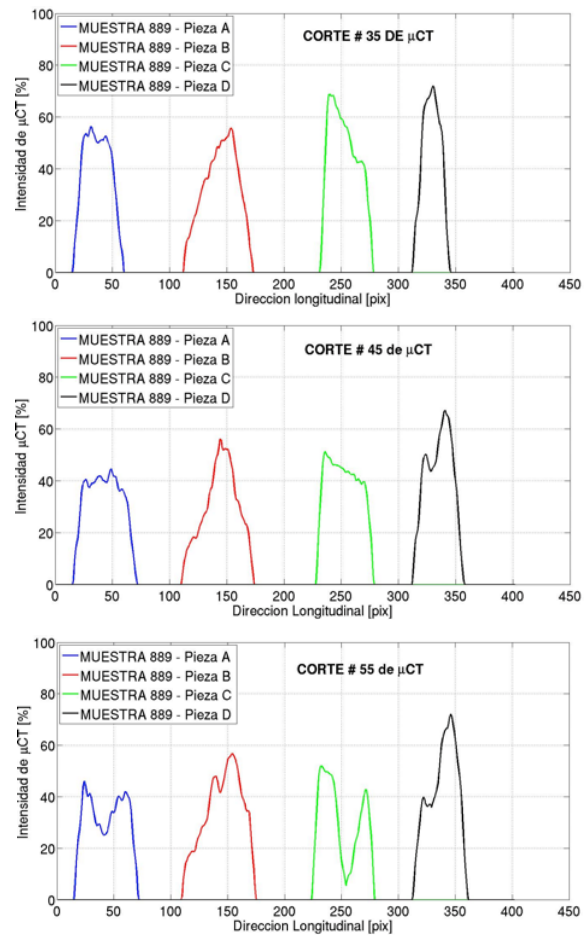 100
80
60
40
20
0
Intensidad de µCT [%]
MUESTRA 889 - Pieza A
MUESTRA 889 - Pieza B
MUESTRA 889 - Pieza C
MUESTRA 889 - Pieza D
CORTE # 35 DE µCT
0 50 100 150 200 250 300 350 400 450
Direccion longitudinal [pix]
100
80
60
40
20
0
Intensidad µCT [%]
MUESTRA 889 - Pieza A
MUESTRA 889 - Pieza B
MUESTRA 889 - Pieza C
MUESTRA 889 - Pieza D
CORTE # 45 de µCT
0 50 100 150 200 250 300 350 400 450
Direccion Longitudinal [pix]
100
80
60
40
20
0
Intensidad de µCT [%]
MUESTRA 889 - Pieza A
MUESTRA 889 - Pieza B
MUESTRA 889 - Pieza C
MUESTRA 889 - Pieza D
CORTE # 55 de µCT
0 50 100 150 200 250 300 350 400 450
Direccion Longitudinal [pix]